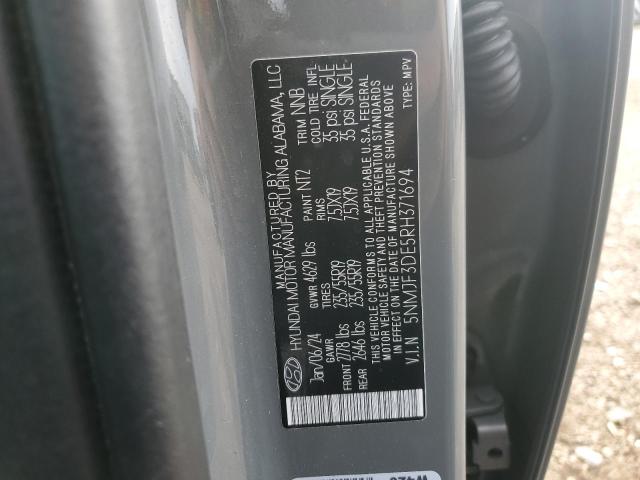 MANUFACTURED BY
HYUNDAI MOTOR MANUFACTURING ALABAMA, LLC
Jan/06/24 GVWR 4629 lbs PAINT NT2 TRIM NNB
GAWR TIRES RIMS COLD TIRE INFL
FRONT 2778 lbs 235/55R19 7.5JX19 35 psi SINGLE
REAR 2646 lbs 235/55R19 7.5JX19 35 psi SINGLE
THIS VEHICLE CONFORMS TO ALL APPLICABLE U.S.A. FEDERAL
MOTOR VEHICLE SAFETY AND THEFT PREVENTION STANDARDS
IN EFFECT ON THE DATE OF MANUFACTURE SHOWN ABOVE
V.I.N 5NMJF3DE5RH371694 TYPE: MPV